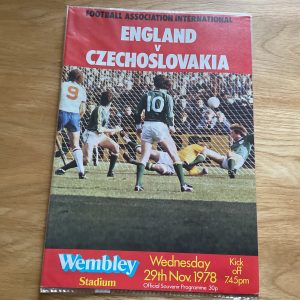 FOOTBALL ASSOCIATION INTERNATIONAL
ENGLAND
v
CZECHOSLOVAKIA
9
10
Wembley
Stadium
Wednesday
29th Nov. 1978
Official Souvenir Programme 30p
Kick
off
7.45pm